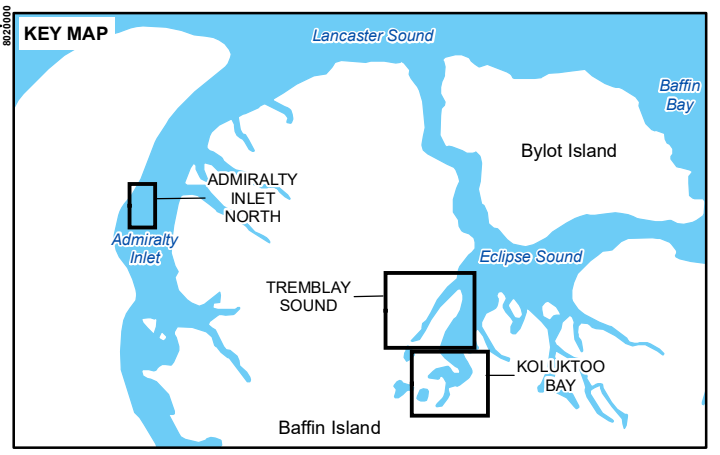 8020000
KEY MAP
Lancaster Sound
Baffin
Bay
Bylot Island
ADMIRALTY
INLET
NORTH
Admiralty
Inlet
Eclipse Sound
TREMBLAY
SOUND
KOLUKTOO
BAY
Baffin Island